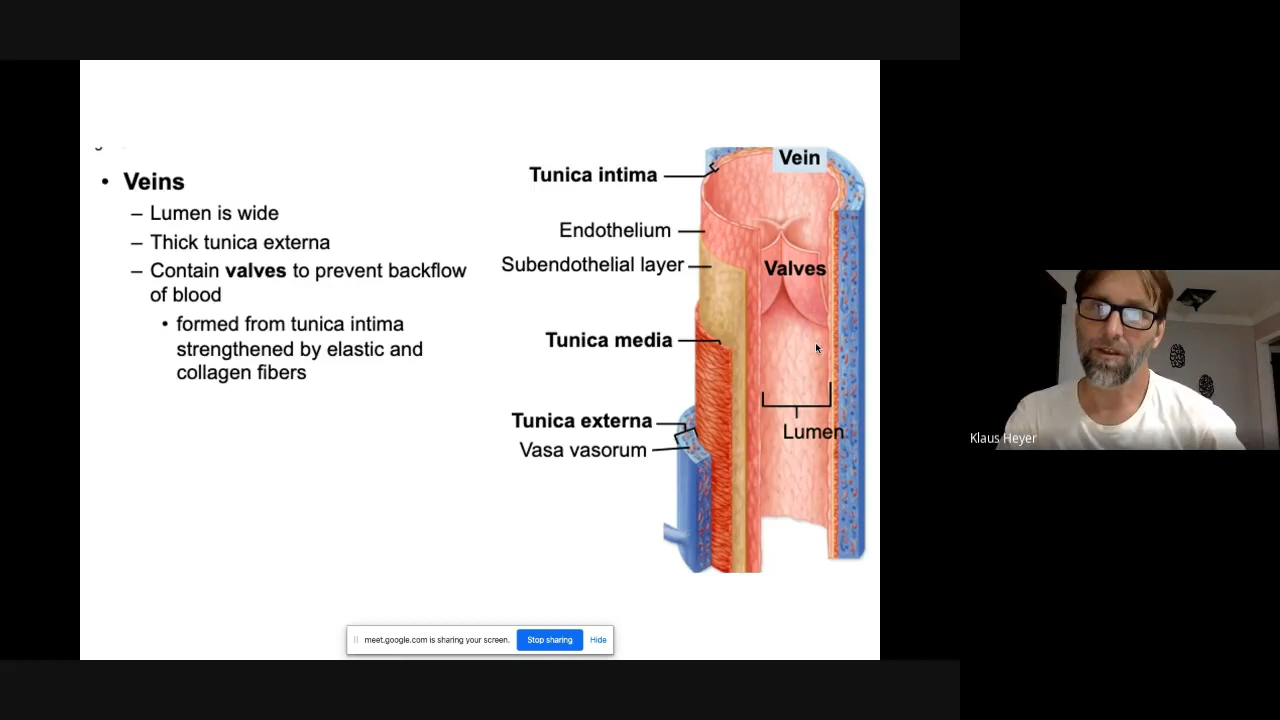 • Veins
– Lumen is wide
– Thick tunica externa
– Contain valves to prevent backflow
of blood
• formed from tunica intima
strengthened by elastic and
collagen fibers
Vein
Tunica intima
Endothelium
Subendothelial layer
Valves
Tunica media
Tunica externa
Lumen
Vasa vasorum
Klaus Heyer
meet.google.com is sharing your screen.
Stop sharing
Hide